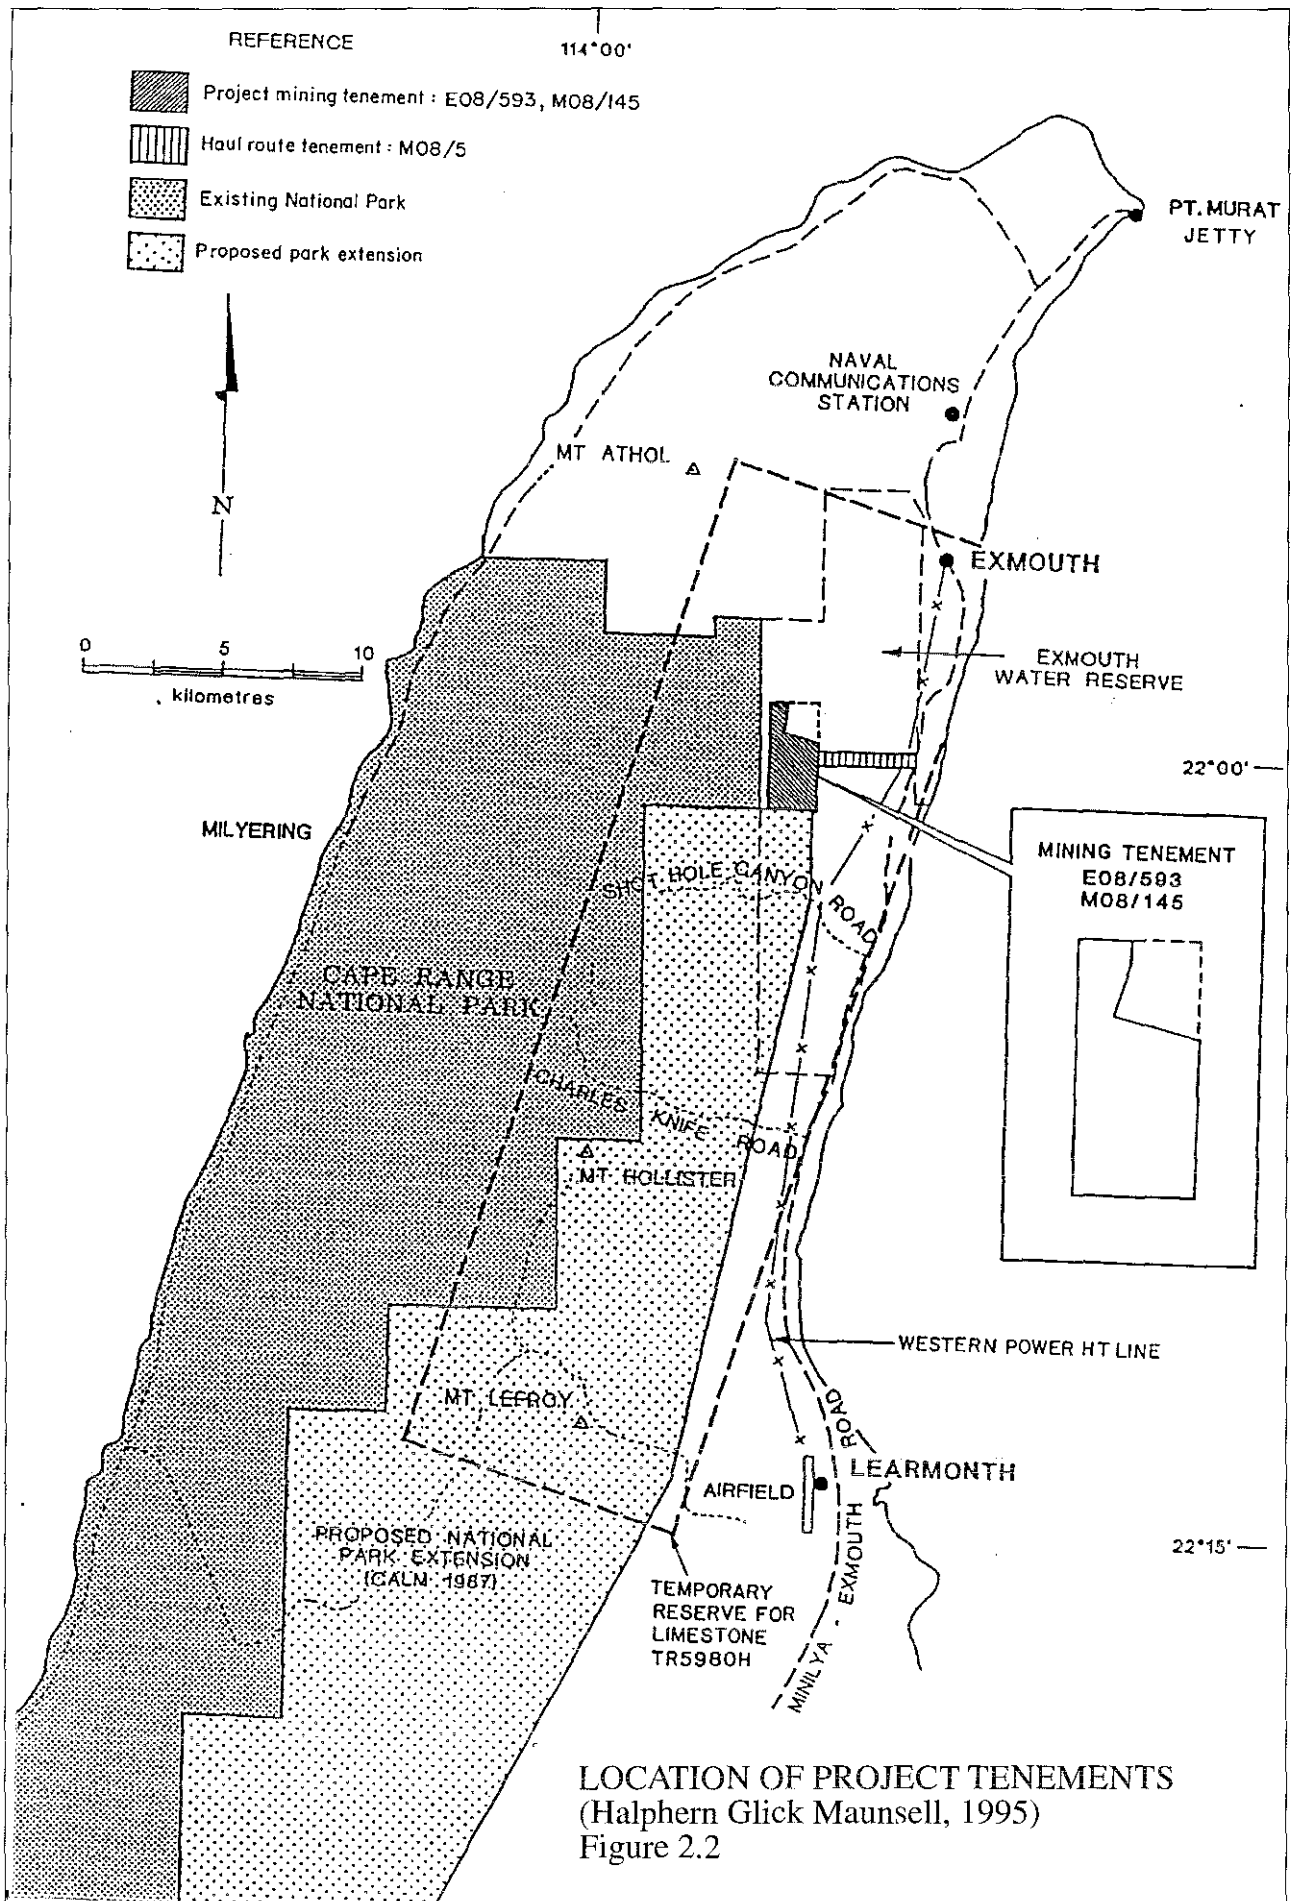 REFERENCE
114°00'
Project mining tenement : E08/593, M08/145
Haul route tenement : M08/5
Existing National Park
Proposed park extension
PT. MURAT
JETTY
NAVAL
COMMUNICATIONS
STATION
MT ATHOL
N
EXMOUTH
0 5 10
kilometres
EXMOUTH
WATER RESERVE
22°00'
MILYERING
MINING TENEMENT
E08/593
M08/145
SHOT HOLE CANYON ROAD
CAPE RANGE
NATIONAL PARK
CHARLES KNIFE ROAD
MT HOLLISTER
WESTERN POWER HT LINE
MT LEFROY
LEARMONTH
AIRFIELD
MINILYA - EXMOUTH ROAD
PROPOSED NATIONAL
PARK EXTENSION
(CALM 1987)
22°15'
TEMPORARY
RESERVE FOR
LIMESTONE
TR5980H
LOCATION OF PROJECT TENEMENTS
(Halphern Glick Maunsell, 1995)
Figure 2.2